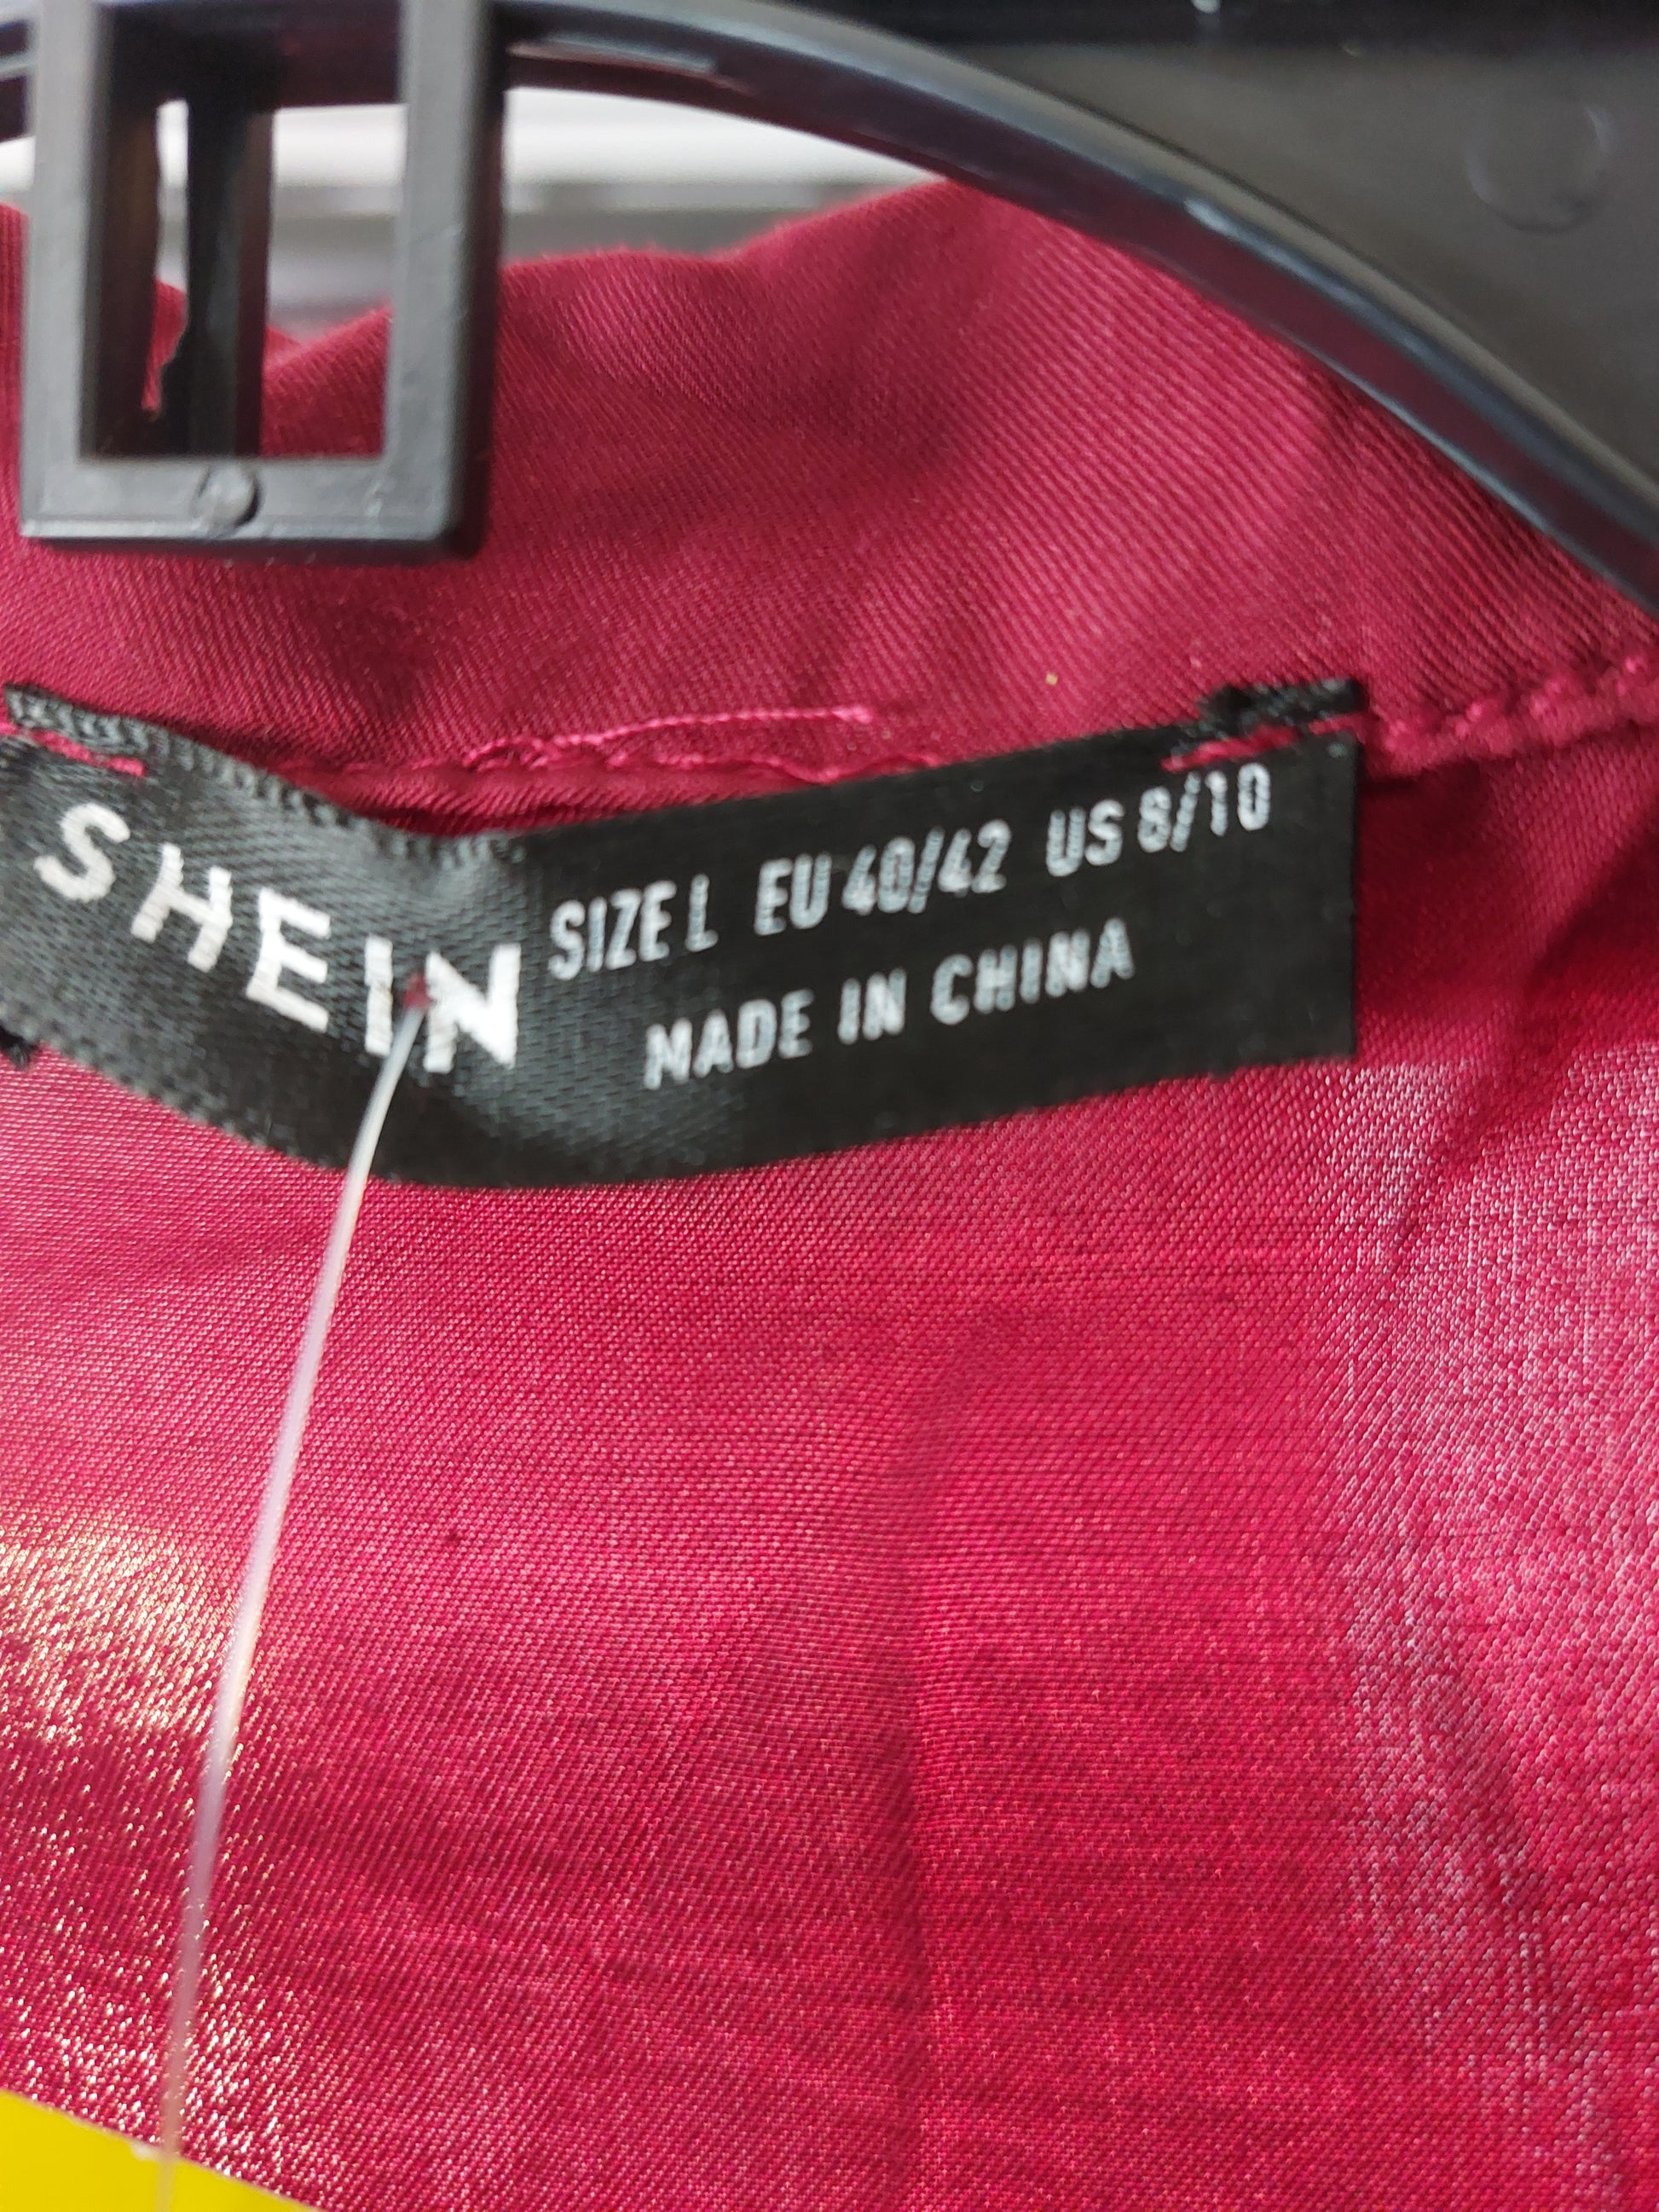 SHEIN
SIZE L EU 40/42 US 8/10
MADE IN CHINA